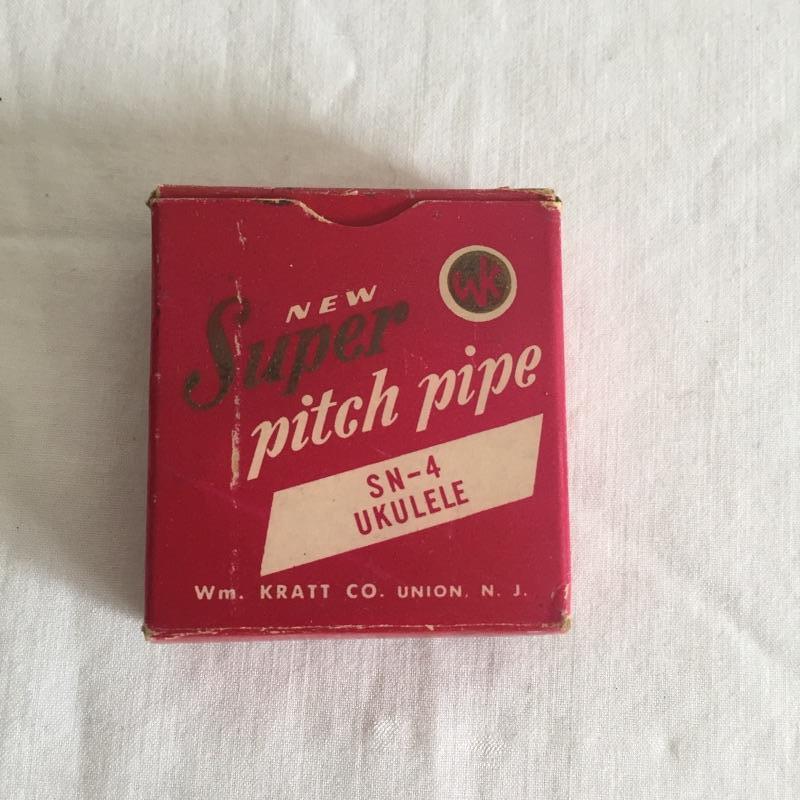 WK
NEW
Super
pitch pipe
SN-4
UKULELE
Wm. KRATT CO. UNION, N. J.